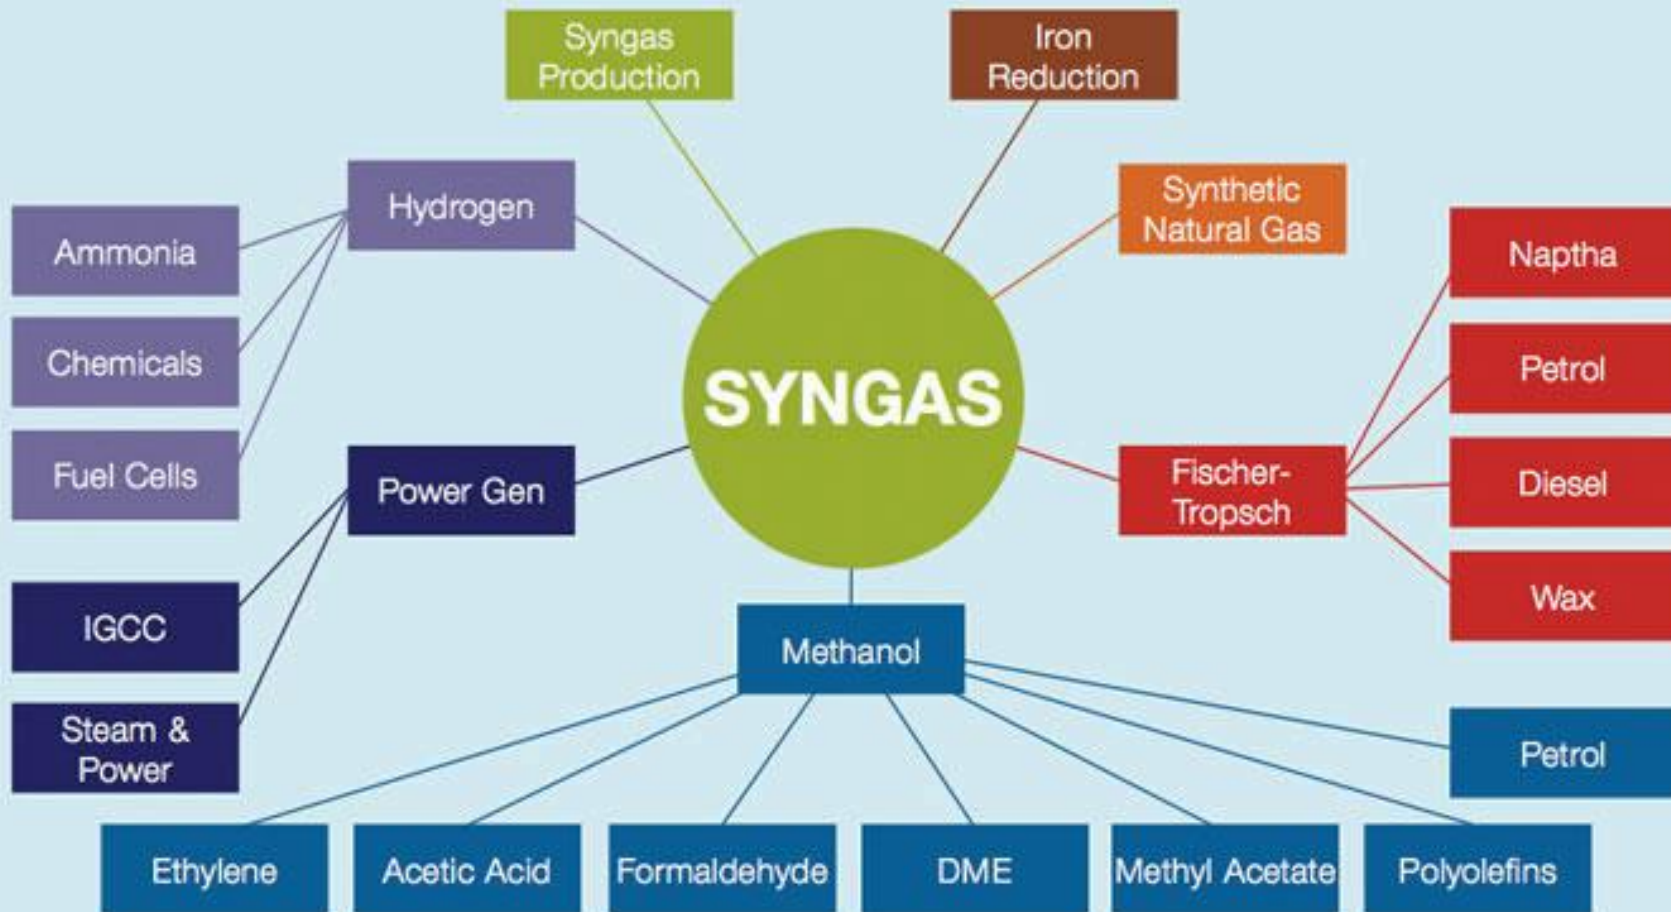 Syngas
Production
Iron
Reduction
Hydrogen
Synthetic
Natural Gas
Ammonia
Naptha
Chemicals
Petrol
SYNGAS
Fuel Cells
Power Gen
Fischer-
Tropsch
Diesel
IGCC
Wax
Methanol
Steam &
Power
Petrol
Ethylene
Acetic Acid
Formaldehyde
DME
Methyl Acetate
Polyolefins